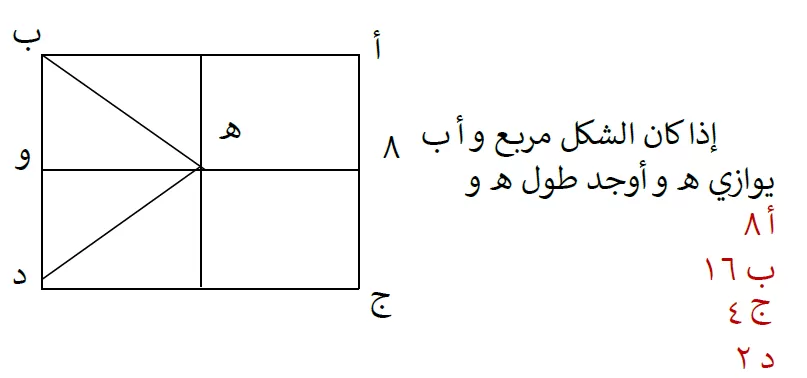 ب
أ
ه
و
٨
د
ج
إذا كان الشكل مربع و أ ب
يوازي ه و أوجد طول ه و
أ ٨
ب ١٦
ج ٤
د ٢